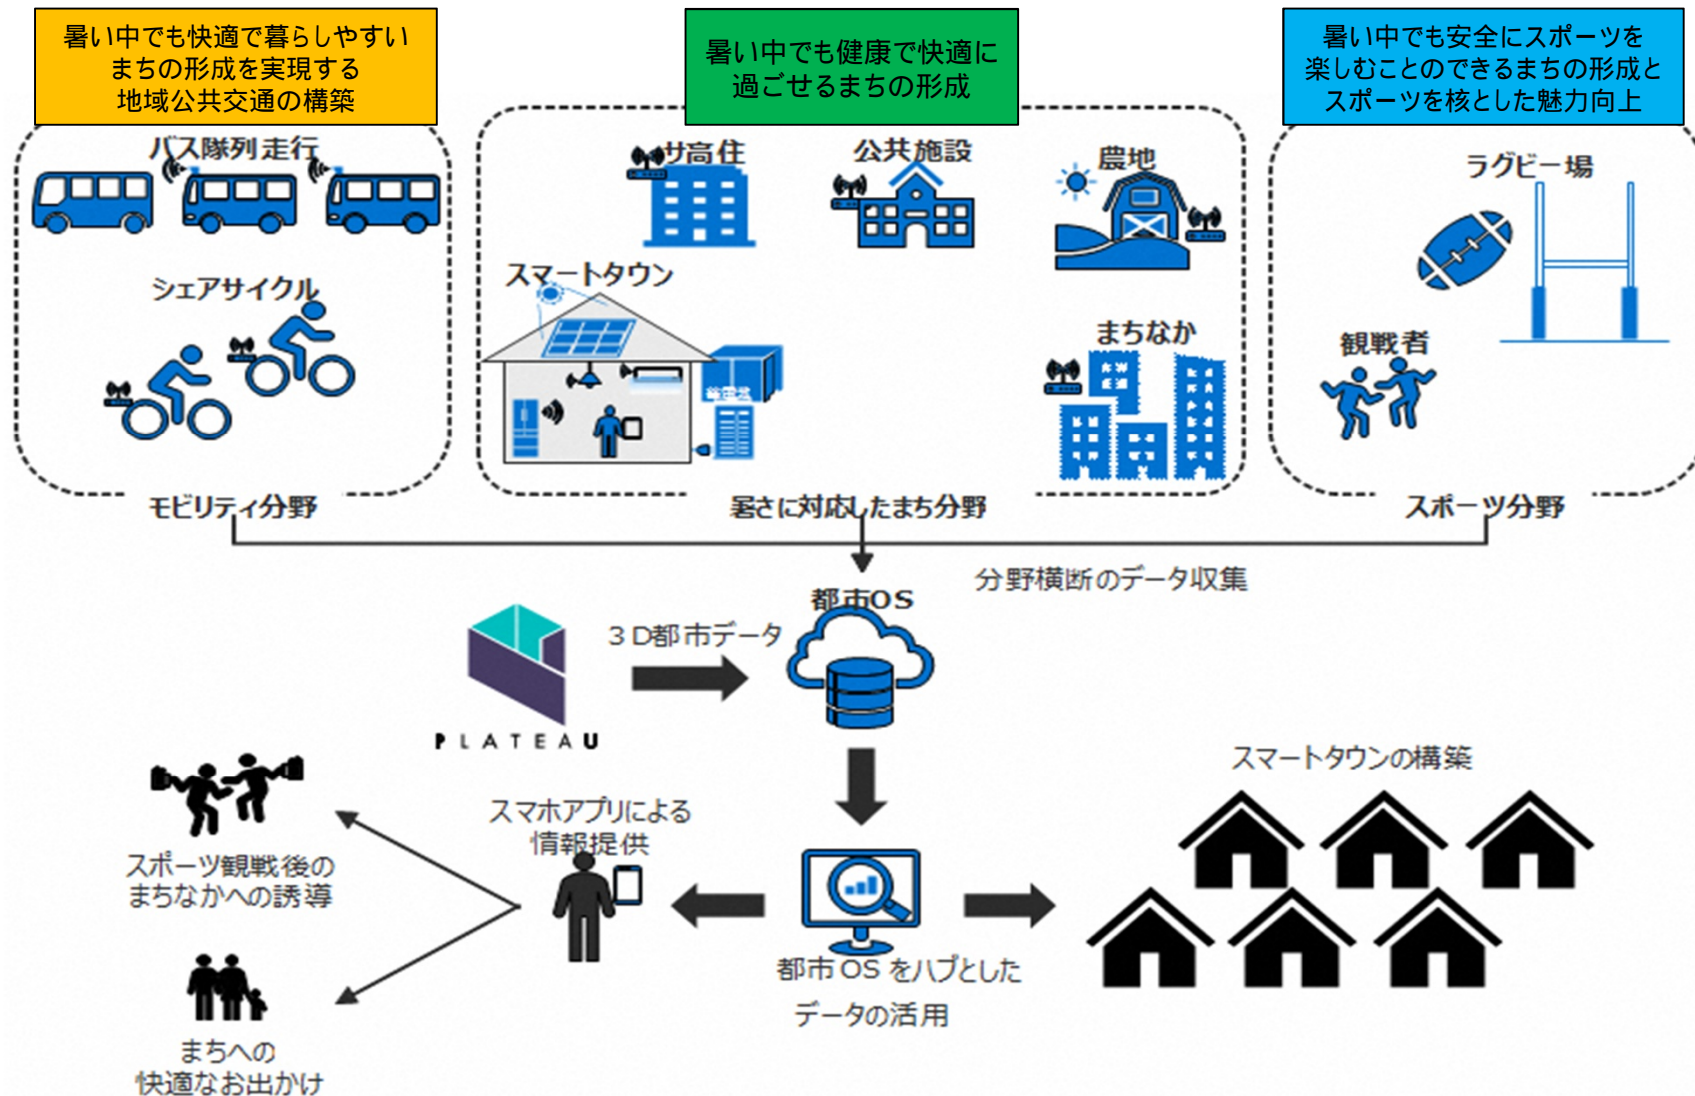 暑い中でも快適で暮らしやすい
まちの形成を実現する
地域公共交通の構築
暑い中でも健康で快適に
過ごせるまちの形成
暑い中でも安全にスポーツを
楽しむことのできるまちの形成と
スポーツを核とした魅力向上
バス隊列走行
シェアサイクル
モビリティ分野
サ高住
公共施設
農地
スマートタウン
蓄電池
まちなか
暑さに対応したまち分野
ラグビー場
観戦者
スポーツ分野
分野横断のデータ収集
都市OS
3D都市データ
PLATEAU
スマートタウンの構築
スマホアプリによる
情報提供
スポーツ観戦後の
まちなかへの誘導
まちへの
快適なお出かけ
都市OSをハブとした
データの活用